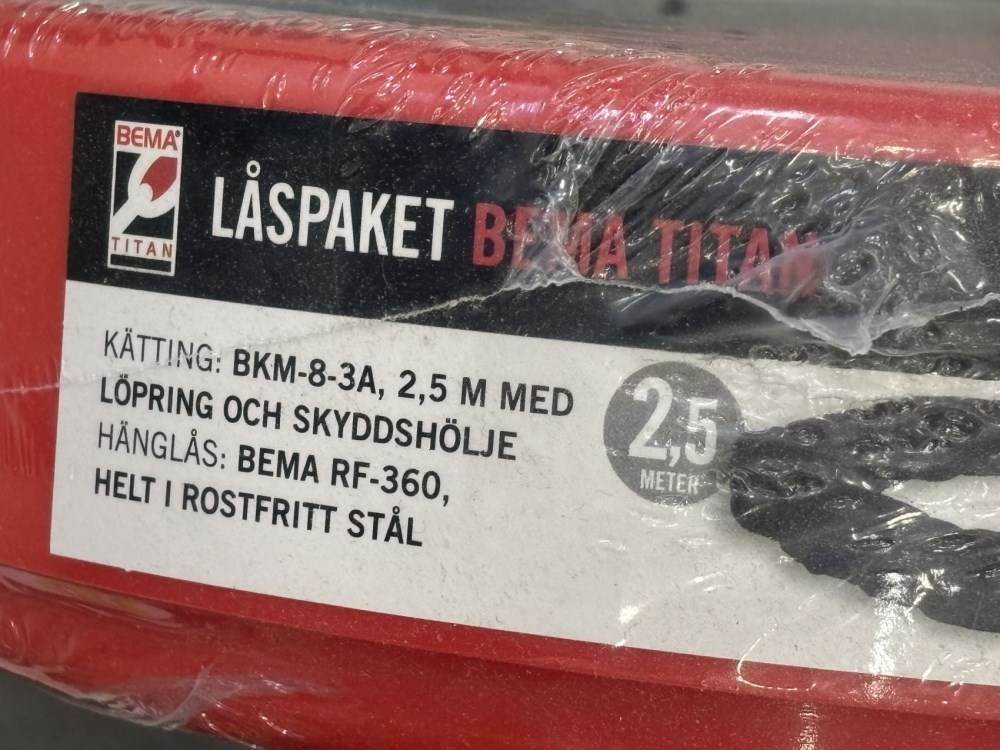 BEMA®
TITAN
LÅSPAKET BEMA TITAN
KÄTTING: BKM-8-3A, 2,5 M MED
LÖPRING OCH SKYDDSHÖLJE
HÄNGLÅS: BEMA RF-360,
HELT I ROSTFRITT STÅL
2,5
METER